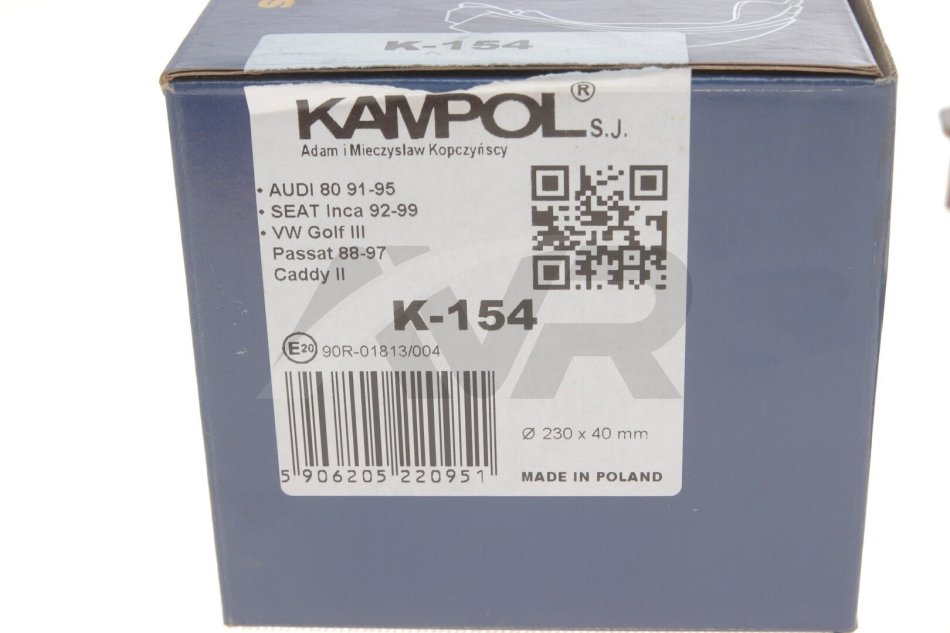 K-154
KAMPOL® S.J.
Adam i Mieczyslaw Kopczyńscy
• AUDI 80 91-95
• SEAT Inca 92-99
• VW Golf III
Passat 88-97
Caddy II
K-154
E20 90R-01813/004
5 906205 220951
Ø 230 x 40 mm
MADE IN POLAND